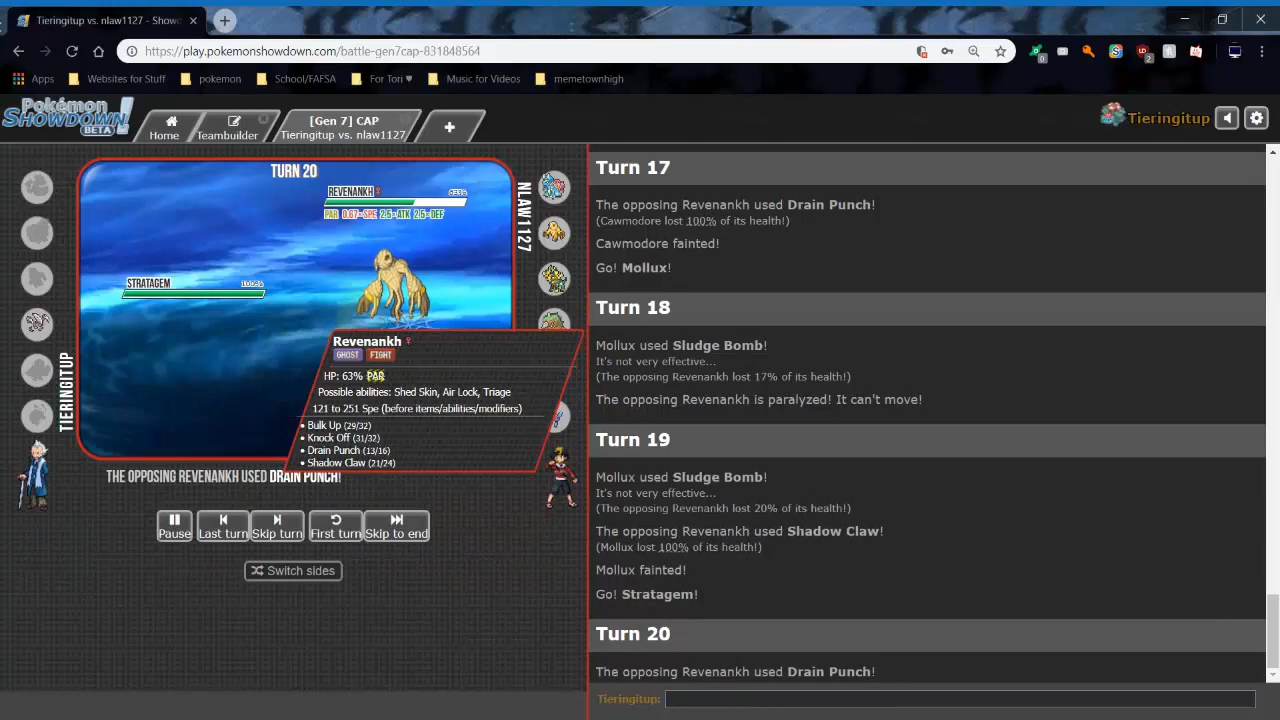 Tieringitup vs. nlaw1127 - Show
https://play.pokemonshowdown.com/battle-gen7cap-831848564
0
2
Apps
Websites for Stuff
pokemon
School/FAFSA
For Tori ♥
Music for Videos
memetownhigh
Pokémon
SHOWDOWN!
BETA
Home
Teambuilder
[Gen 7] CAP
Tieringitup vs. nlaw1127
Tieringitup
TURN 20
REVENANKH♀
63%
PAR 0.67× SPE 2.5× ATK 2.5× DEF
STRATAGEM
100%
NLAW1127
TIERINGITUP
Revenankh ♀
GHOST FIGHT
HP: 63% PAR
Possible abilities: Shed Skin, Air Lock, Triage
121 to 251 Spe (before items/abilities/modifiers)
• Bulk Up (29/32)
• Knock Off (31/32)
• Drain Punch (13/16)
• Shadow Claw (21/24)
THE OPPOSING REVENANKH USED DRAIN PUNCH!
Pause
Last turn
Skip turn
First turn
Skip to end
Switch sides
Turn 17
The opposing Revenankh used Drain Punch!
(Cawmodore lost 100% of its health!)
Cawmodore fainted!
Go! Mollux!
Turn 18
Mollux used Sludge Bomb!
It's not very effective...
(The opposing Revenankh lost 17% of its health!)
The opposing Revenankh is paralyzed! It can't move!
Turn 19
Mollux used Sludge Bomb!
It's not very effective...
(The opposing Revenankh lost 20% of its health!)
The opposing Revenankh used Shadow Claw!
(Mollux lost 100% of its health!)
Mollux fainted!
Go! Stratagem!
Turn 20
The opposing Revenankh used Drain Punch!
Tieringitup: